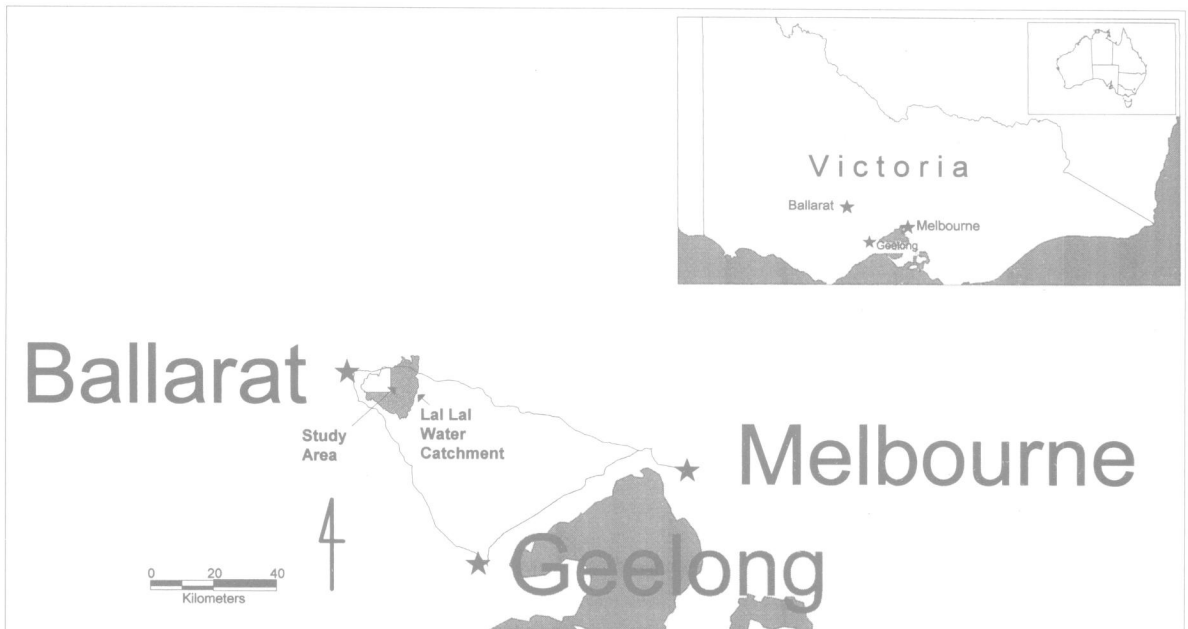 Victoria
Ballarat
Melbourne
Geelong
Ballarat
Study
Area
Lal Lal
Water
Catchment
Melbourne
Geelong
0 20 40
Kilometers